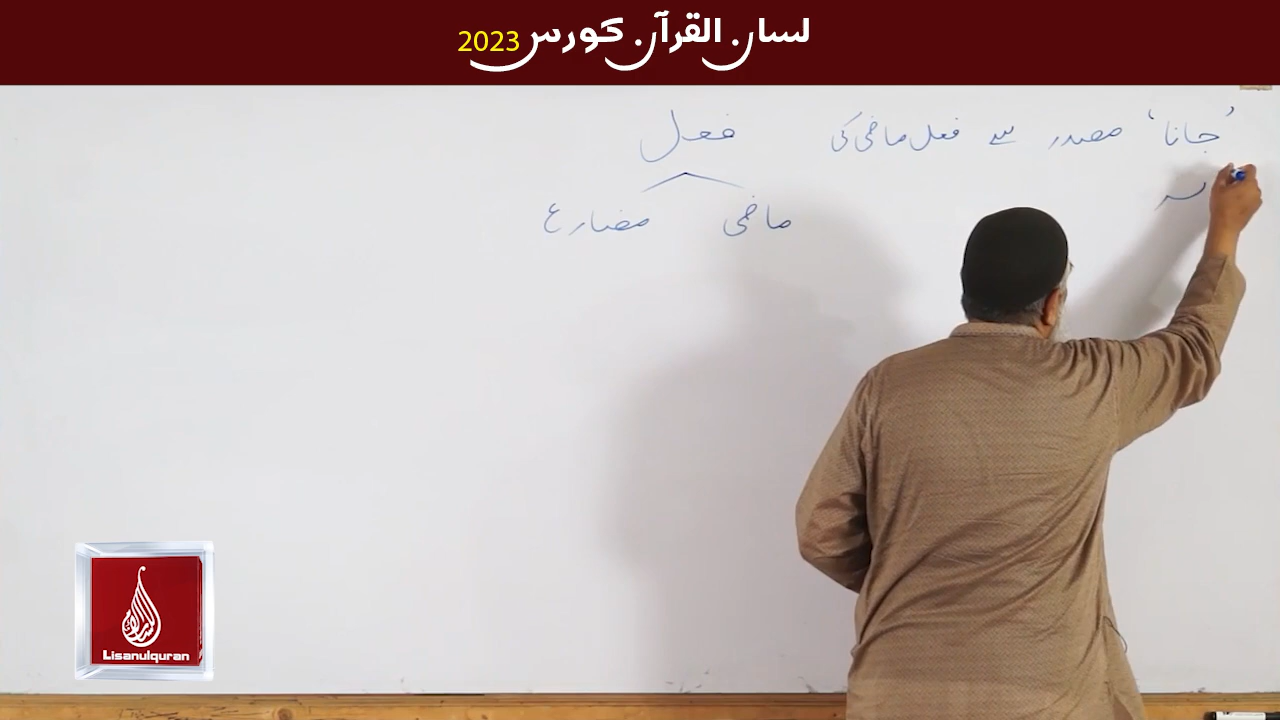 لسان القرآن کورس 2023
’جانا‘ مصدر سے فعل ماضی کی
فعل
ماضی مضارع
Lisanulquran